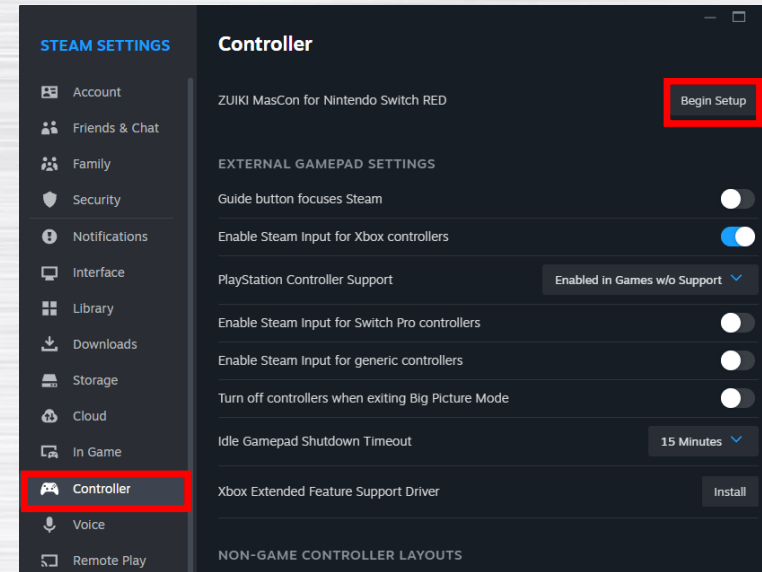 STEAM SETTINGS
Account
Friends & Chat
Family
Security
Notifications
Interface
Library
Downloads
Storage
Cloud
In Game
Controller
Voice
Remote Play
Controller
ZUIKI MasCon for Nintendo Switch RED
Begin Setup
EXTERNAL GAMEPAD SETTINGS
Guide button focuses Steam
Enable Steam Input for Xbox controllers
PlayStation Controller Support
Enabled in Games w/o Support
Enable Steam Input for Switch Pro controllers
Enable Steam Input for generic controllers
Turn off controllers when exiting Big Picture Mode
Idle Gamepad Shutdown Timeout
15 Minutes
Xbox Extended Feature Support Driver
Install
NON-GAME CONTROLLER LAYOUTS